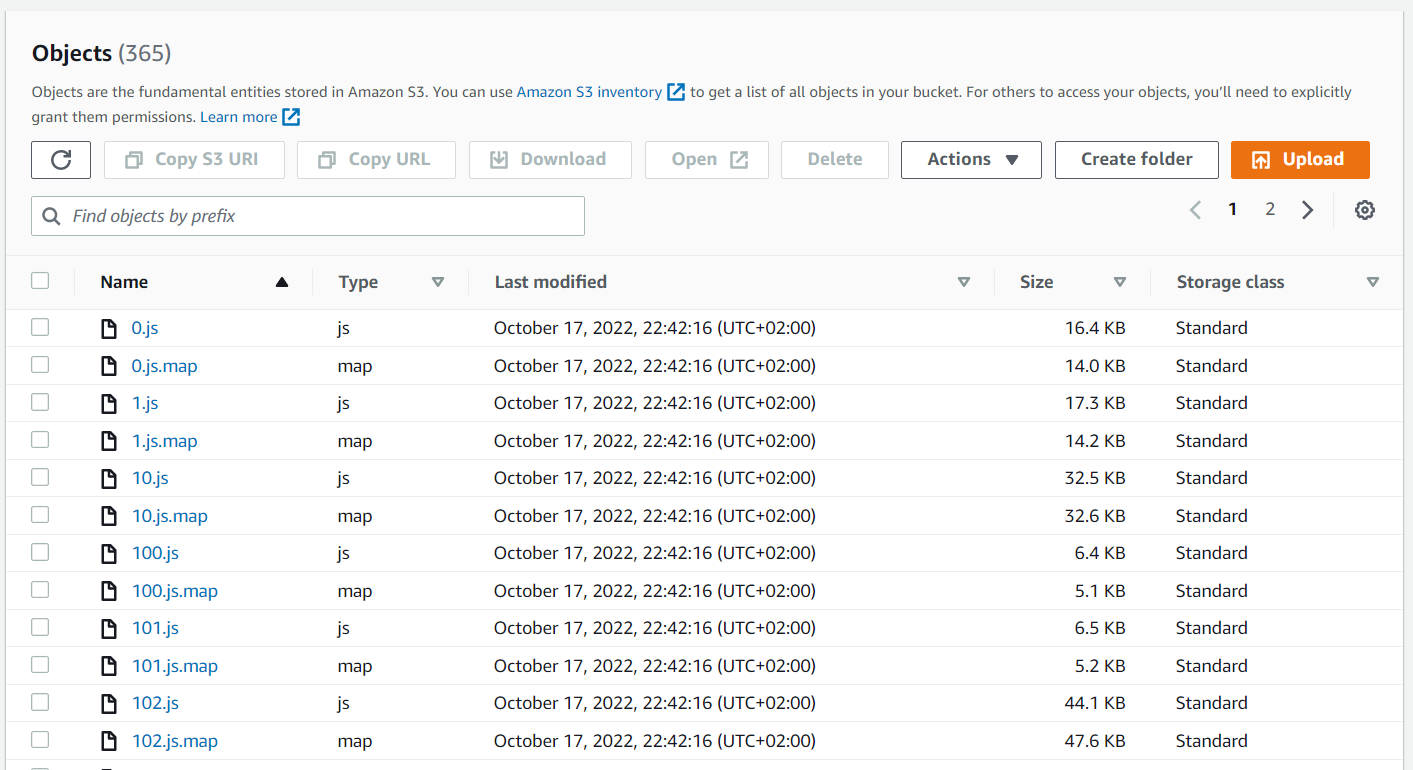 Objects (365)
Objects are the fundamental entities stored in Amazon S3. You can use Amazon S3 inventory to get a list of all objects in your bucket. For others to access your objects, you’ll need to explicitly
grant them permissions. Learn more
Copy S3 URI Copy URL Download Open Delete Actions Create folder Upload
Find objects by prefix 1 2
Name Type Last modified Size Storage class
0.js js October 17, 2022, 22:42:16 (UTC+02:00) 16.4 KB Standard
0.js.map map October 17, 2022, 22:42:16 (UTC+02:00) 14.0 KB Standard
1.js js October 17, 2022, 22:42:16 (UTC+02:00) 17.3 KB Standard
1.js.map map October 17, 2022, 22:42:16 (UTC+02:00) 14.2 KB Standard
10.js js October 17, 2022, 22:42:16 (UTC+02:00) 32.5 KB Standard
10.js.map map October 17, 2022, 22:42:16 (UTC+02:00) 32.6 KB Standard
100.js js October 17, 2022, 22:42:16 (UTC+02:00) 6.4 KB Standard
100.js.map map October 17, 2022, 22:42:16 (UTC+02:00) 5.1 KB Standard
101.js js October 17, 2022, 22:42:16 (UTC+02:00) 6.5 KB Standard
101.js.map map October 17, 2022, 22:42:16 (UTC+02:00) 5.2 KB Standard
102.js js October 17, 2022, 22:42:16 (UTC+02:00) 44.1 KB Standard
102.js.map map October 17, 2022, 22:42:16 (UTC+02:00) 47.6 KB Standard